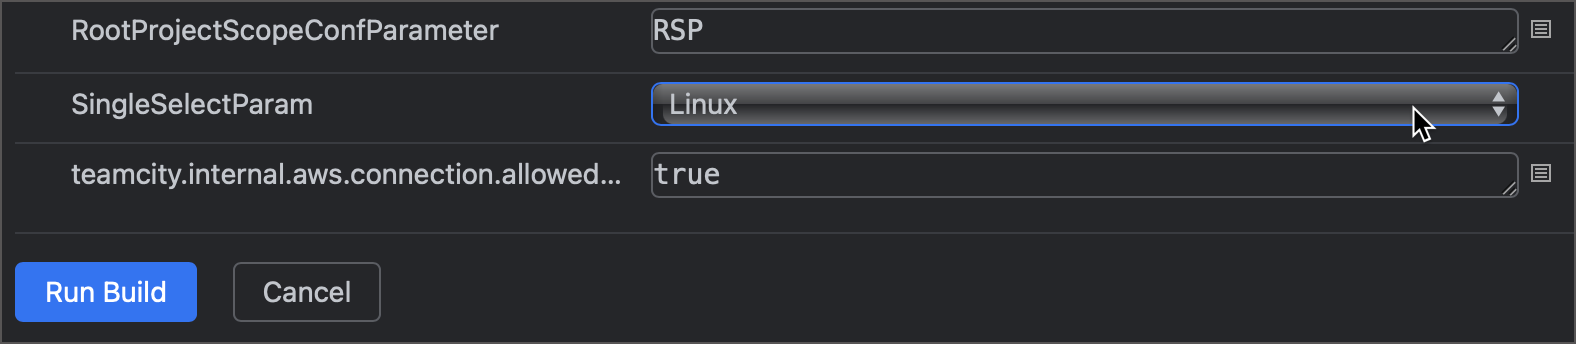 RootProjectScopeConfParameter RSP
SingleSelectParam Linux
teamcity.internal.aws.connection.allowed... true
Run Build Cancel